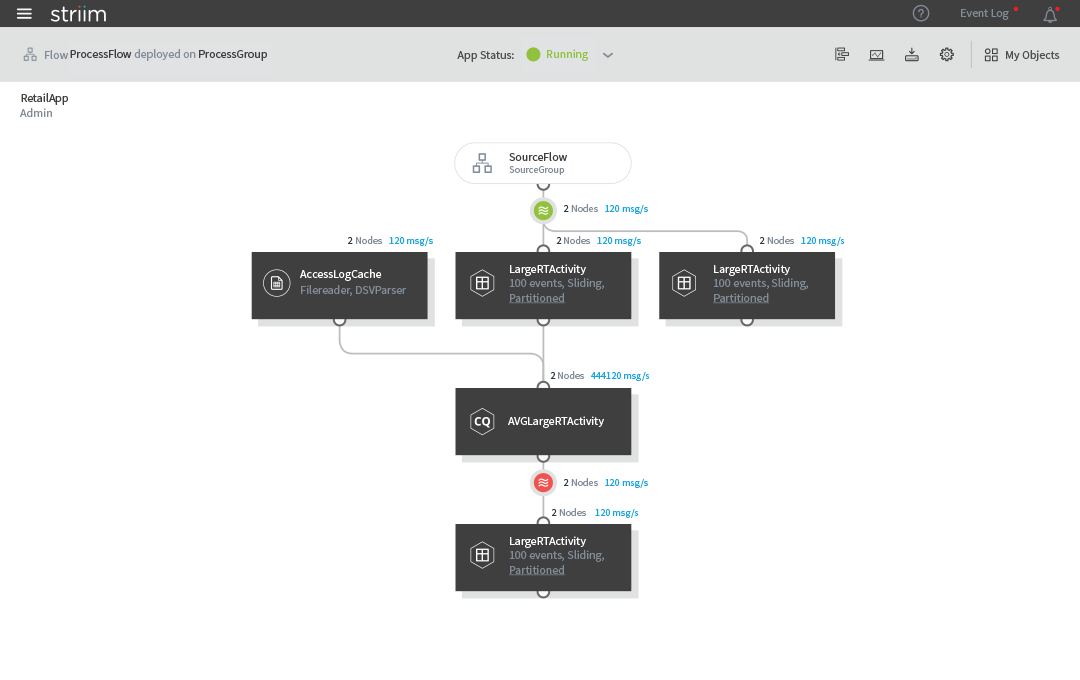 striim
Event Log
Flow ProcessFlow deployed on ProcessGroup
App Status: Running
My Objects
RetailApp
Admin
SourceFlow
SourceGroup
2 Nodes 120 msg/s
2 Nodes 120 msg/s
2 Nodes 120 msg/s
2 Nodes 120 msg/s
AccessLogCache
Filereader, DSVParser
LargeRTActivity
100 events, Sliding,
Partitioned
LargeRTActivity
100 events, Sliding,
Partitioned
2 Nodes 444120 msg/s
CQ AVGLargeRTActivity
2 Nodes 120 msg/s
2 Nodes 120 msg/s
LargeRTActivity
100 events, Sliding,
Partitioned